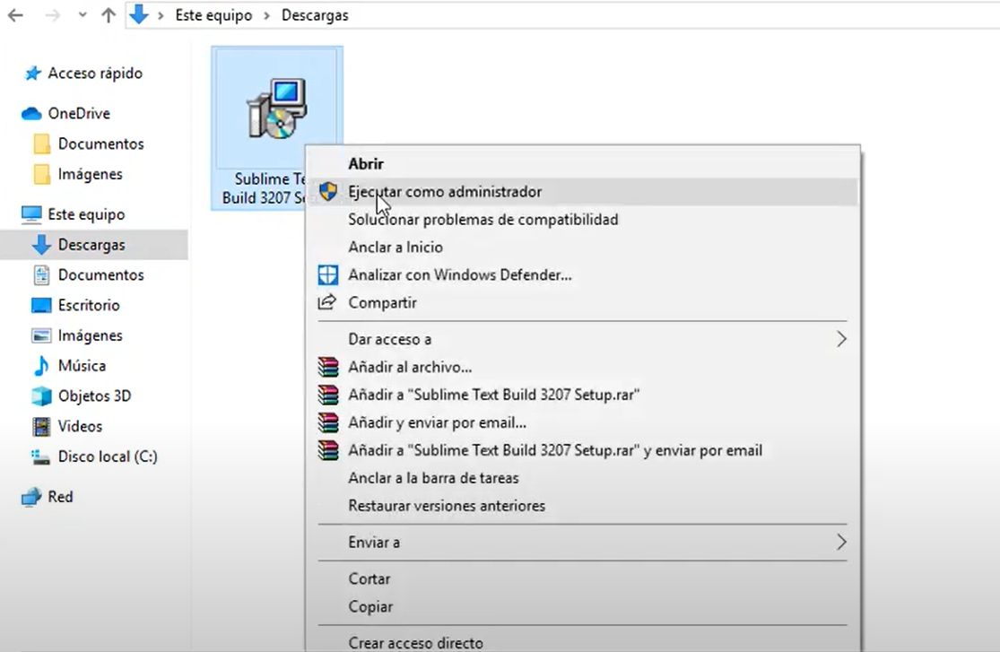 Este equipo > Descargas
Acceso rápido
OneDrive
Documentos
Imágenes
Este equipo
Descargas
Documentos
Escritorio
Imágenes
Música
Objetos 3D
Videos
Disco local (C:)
Red
Sublime
Build 3207
Abrir
Ejecutar como administrador
Solucionar problemas de compatibilidad
Anclar a Inicio
Analizar con Windows Defender...
Compartir
Dar acceso a
Añadir al archivo...
Añadir a "Sublime Text Build 3207 Setup.rar"
Añadir y enviar por email...
Añadir a "Sublime Text Build 3207 Setup.rar" y enviar por email
Anclar a la barra de tareas
Restaurar versiones anteriores
Enviar a
Cortar
Copiar
Crear acceso directo